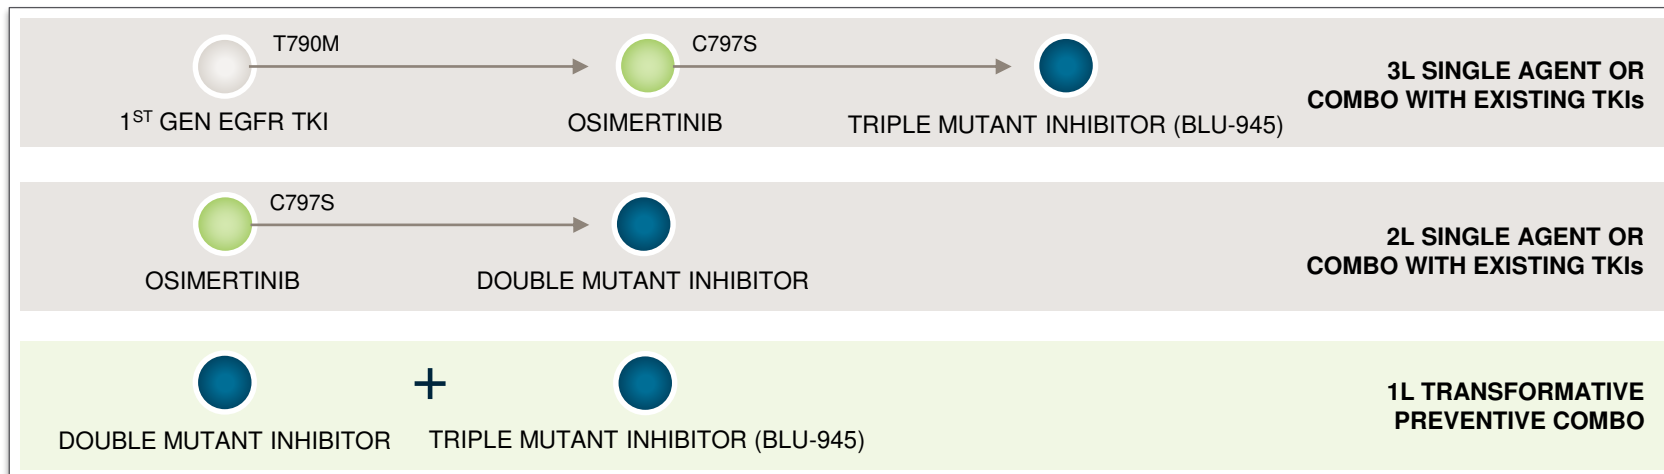 T790M
C797S
1ST GEN EGFR TKI
OSIMERTINIB
TRIPLE MUTANT INHIBITOR (BLU-945)
3L SINGLE AGENT OR
COMBO WITH EXISTING TKIs
C797S
OSIMERTINIB
DOUBLE MUTANT INHIBITOR
2L SINGLE AGENT OR
COMBO WITH EXISTING TKIs
+
DOUBLE MUTANT INHIBITOR
TRIPLE MUTANT INHIBITOR (BLU-945)
1L TRANSFORMATIVE
PREVENTIVE COMBO